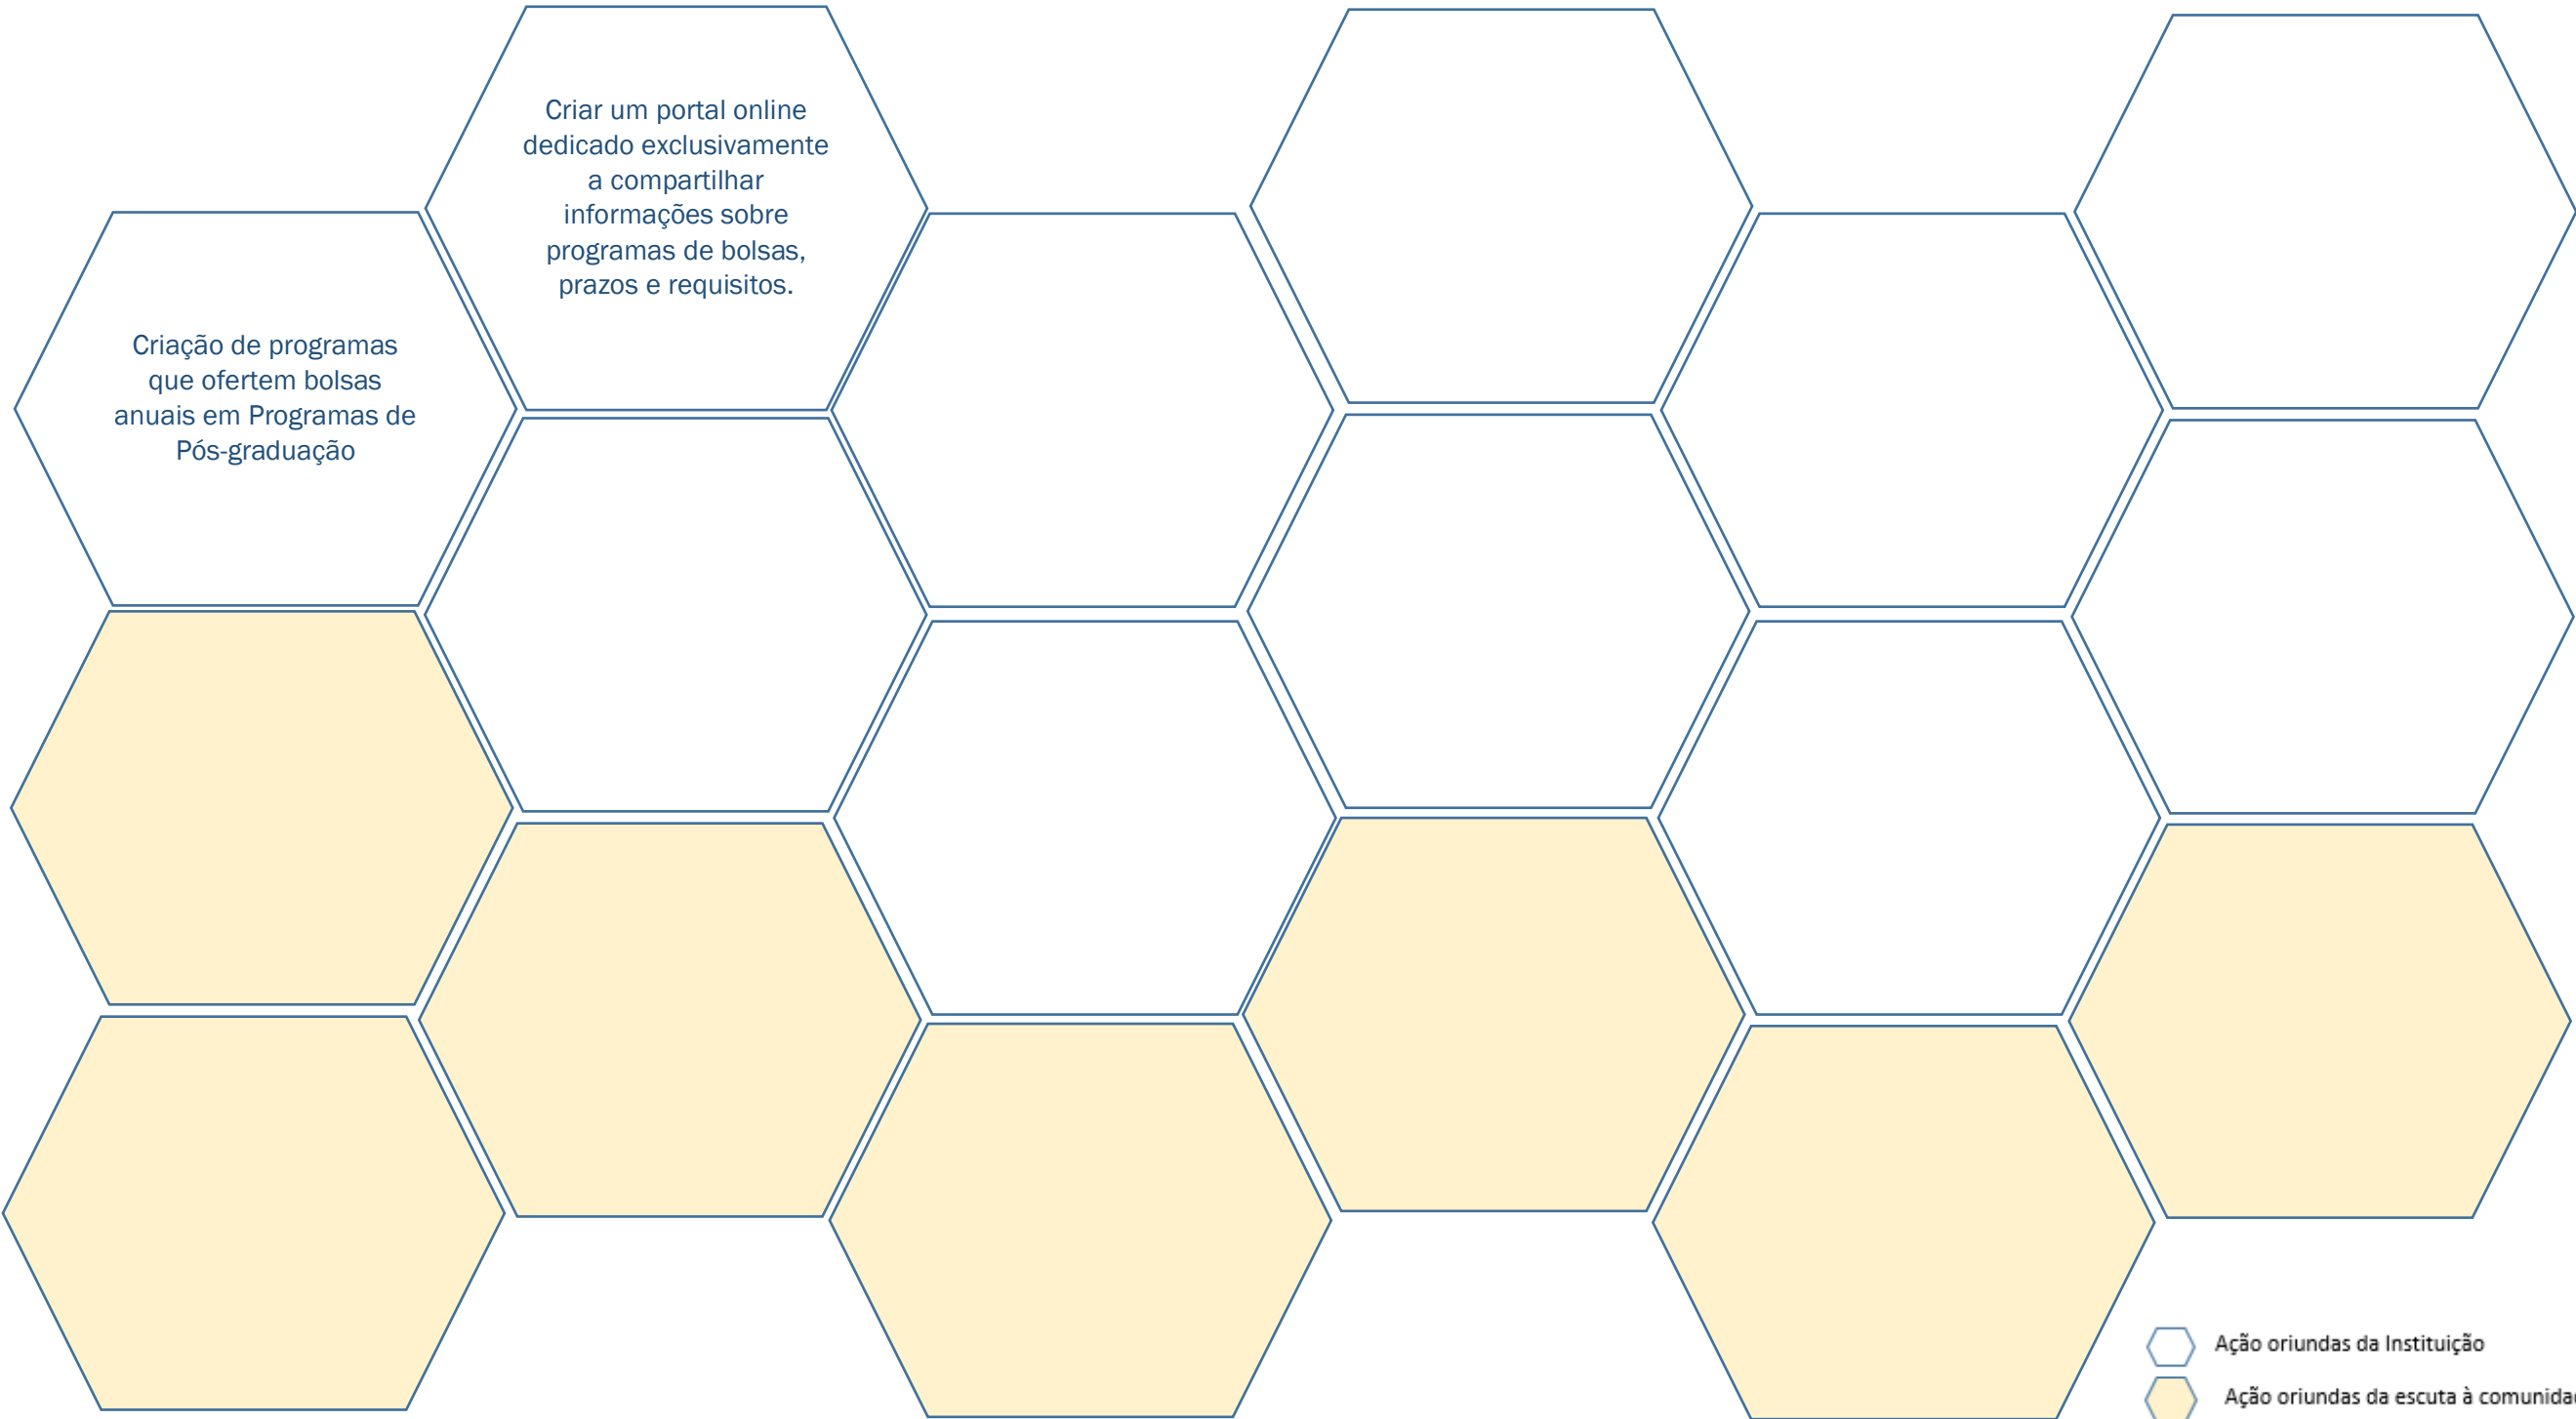 Criar um portal online
dedicado exclusivamente
a compartilhar
informações sobre
programas de bolsas,
prazos e requisitos.
Criação de programas
que ofertem bolsas
anuais em Programas de
Pós-graduação
Ação oriundas da Instituição
Ação oriundas da escuta à